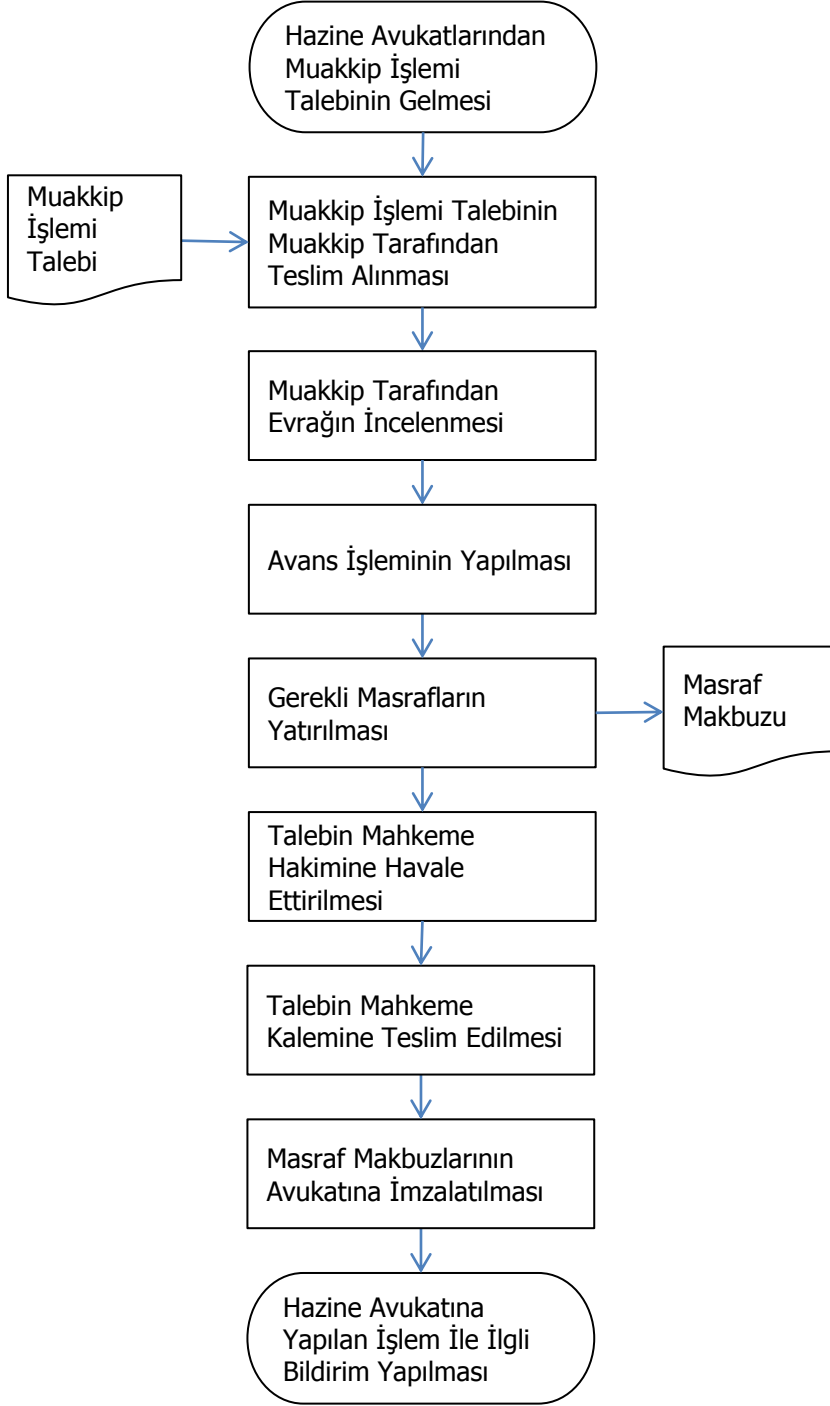 Hazine Avukatlarından
Muakkip İşlemi
Talebinin Gelmesi
Muakkip
İşlemi
Talebi
Muakkip İşlemi Talebinin
Muakkip Tarafından
Teslim Alınması
Muakkip Tarafından
Evrağın İncelenmesi
Avans İşleminin Yapılması
Gerekli Masrafların
Yatırılması
Masraf
Makbuzu
Talebin Mahkeme
Hakimine Havale
Ettirilmesi
Talebin Mahkeme
Kalemine Teslim Edilmesi
Masraf Makbuzlarının
Avukatına İmzalatılması
Hazine Avukatına
Yapılan İşlem İle İlgli
Bildirim Yapılması